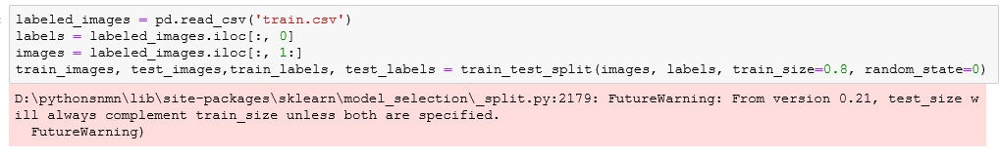 labeled_images = pd.read_csv('train.csv')
labels = labeled_images.iloc[:, 0]
images = labeled_images.iloc[:, 1:]
train_images, test_images,train_labels, test_labels = train_test_split(images, labels, train_size=0.8, random_state=0)
D:\pythonsnmn\lib\site-packages\sklearn\model_selection\_split.py:2179: FutureWarning: From version 0.21, test_size w
ill always complement train_size unless both are specified.
FutureWarning)